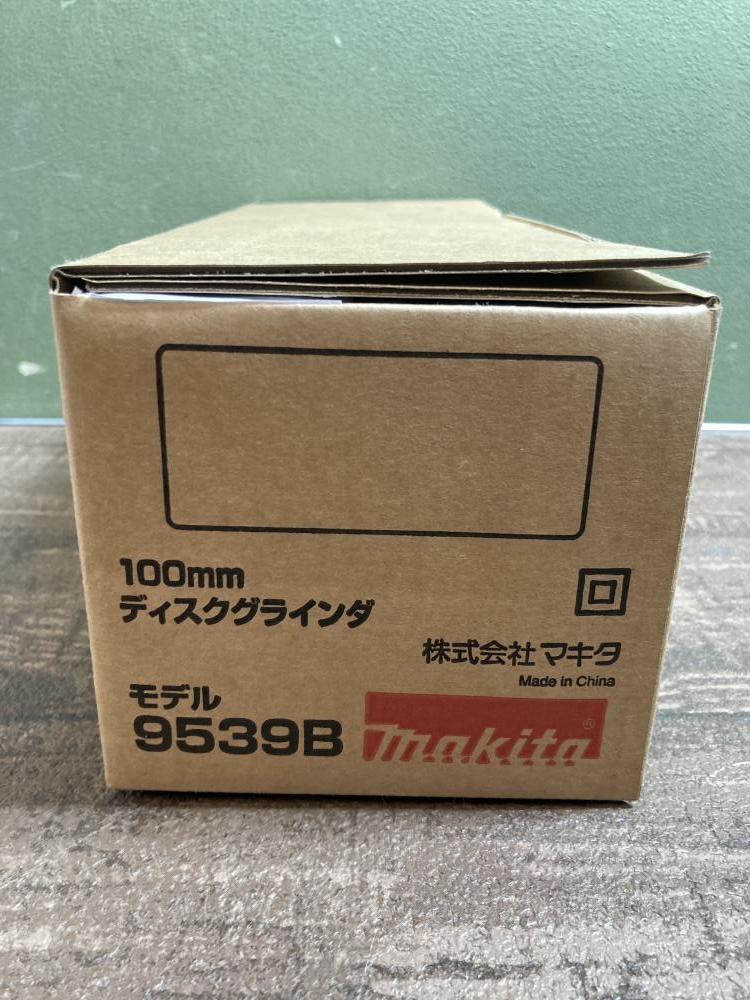 100mm
ディスクグラインダ
株式会社マキタ
Made in China
モデル
9539B
makita®